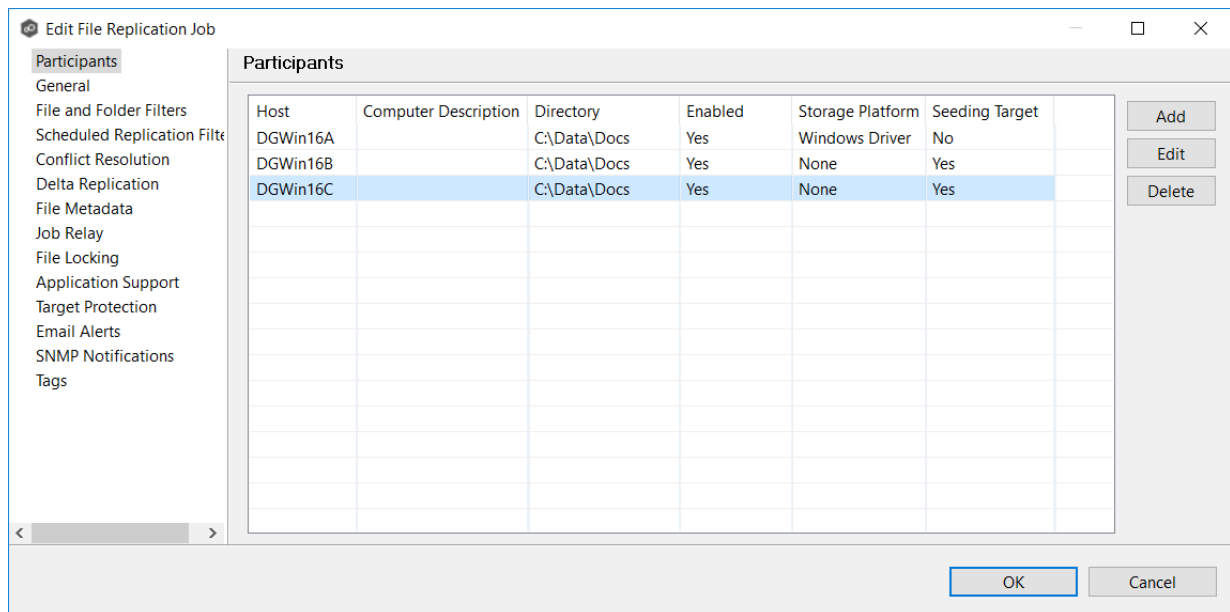 Edit File Replication Job
Participants
General
File and Folder Filters
Scheduled Replication Filte
Conflict Resolution
Delta Replication
File Metadata
Job Relay
File Locking
Application Support
Target Protection
Email Alerts
SNMP Notifications
Tags
Participants
Host Computer Description Directory Enabled Storage Platform Seeding Target
DGWin16A C:\Data\Docs Yes Windows Driver No
DGWin16B C:\Data\Docs Yes None Yes
DGWin16C C:\Data\Docs Yes None Yes
Add
Edit
Delete
OK Cancel